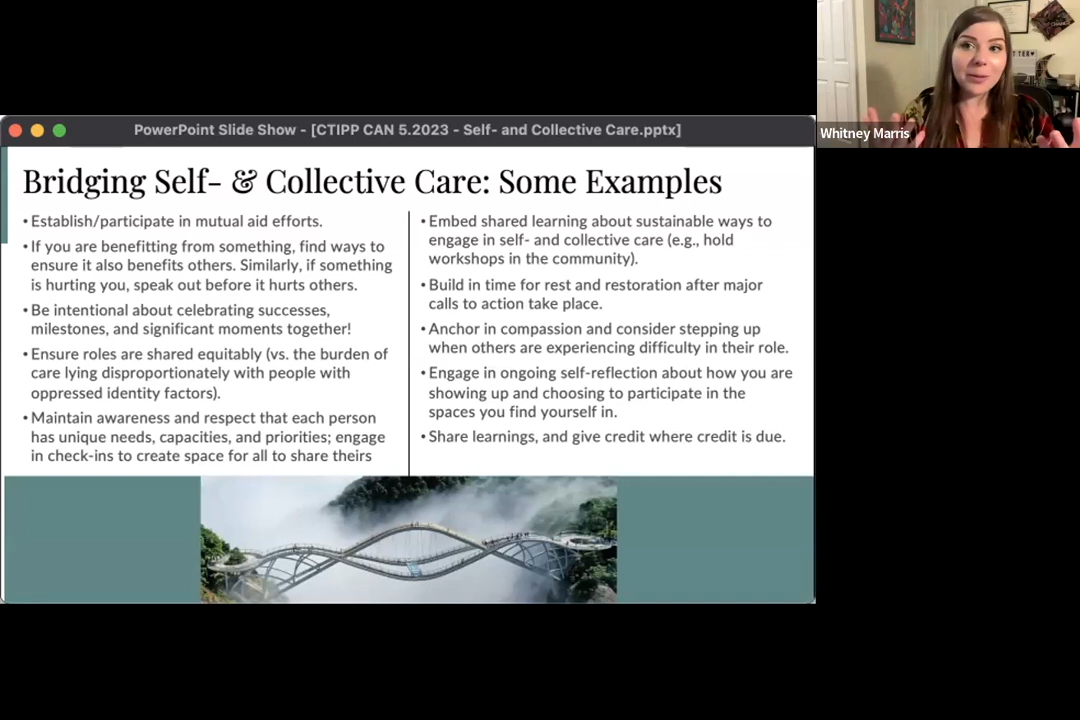 PowerPoint Slide Show - [CTIPP CAN 5.2023 - Self- and Collective Care.pptx]
Whitney Marris
Bridging Self- & Collective Care: Some Examples
• Establish/participate in mutual aid efforts.
• If you are benefitting from something, find ways to
ensure it also benefits others. Similarly, if something
is hurting you, speak out before it hurts others.
• Be intentional about celebrating successes,
milestones, and significant moments together!
• Ensure roles are shared equitably (vs. the burden of
care lying disproportionately with people with
oppressed identity factors).
• Maintain awareness and respect that each person
has unique needs, capacities, and priorities; engage
in check-ins to create space for all to share theirs
• Embed shared learning about sustainable ways to
engage in self- and collective care (e.g., hold
workshops in the community).
• Build in time for rest and restoration after major
calls to action take place.
• Anchor in compassion and consider stepping up
when others are experiencing difficulty in their role.
• Engage in ongoing self-reflection about how you are
showing up and choosing to participate in the
spaces you find yourself in.
• Share learnings, and give credit where credit is due.